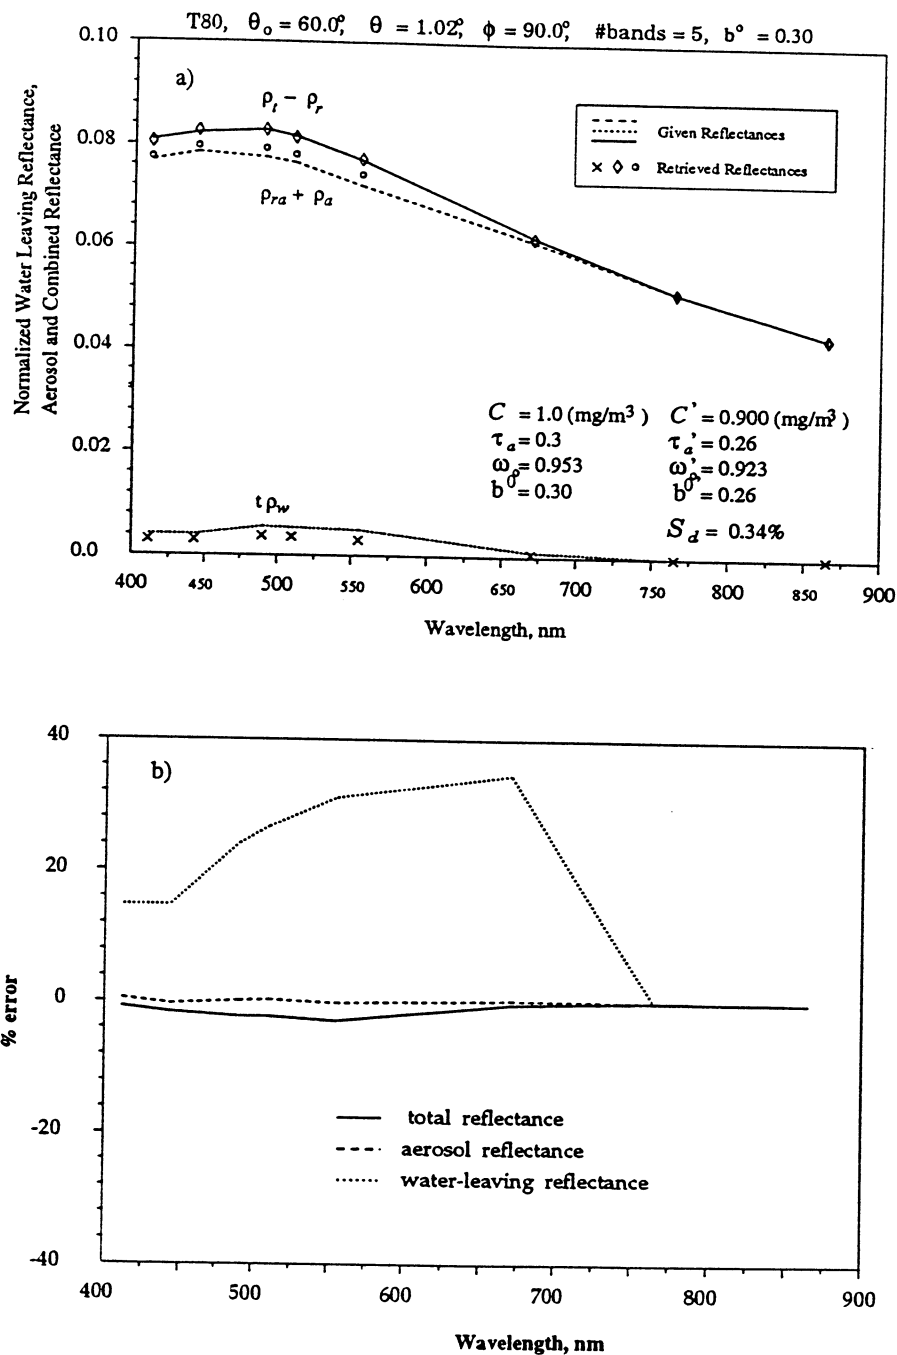 T80, θₒ = 60.0°, θ = 1.02°, ϕ = 90.0°, #bands = 5, b° = 0.30
Normalized Water Leaving Reflectance,
Aerosol and Combined Reflectance
0.10
0.08
0.06
0.04
0.02
0.0
a)
ρₜ − ρᵣ
ρᵣₐ + ρₐ
Given Reflectances
× ◊ ° Retrieved Reflectances
C = 1.0 (mg/m³) C' = 0.900 (mg/m³)
τₐ = 0.3 τₐ' = 0.26
ωₒ = 0.953 ωₒ' = 0.923
b° = 0.30 b°' = 0.26
S_d = 0.34%
tρ_w
400 450 500 550 600 650 700 750 800 850 900
Wavelength, nm
% error
40
20
0
-20
-40
b)
total reflectance
aerosol reflectance
water-leaving reflectance
400 500 600 700 800 900
Wavelength, nm